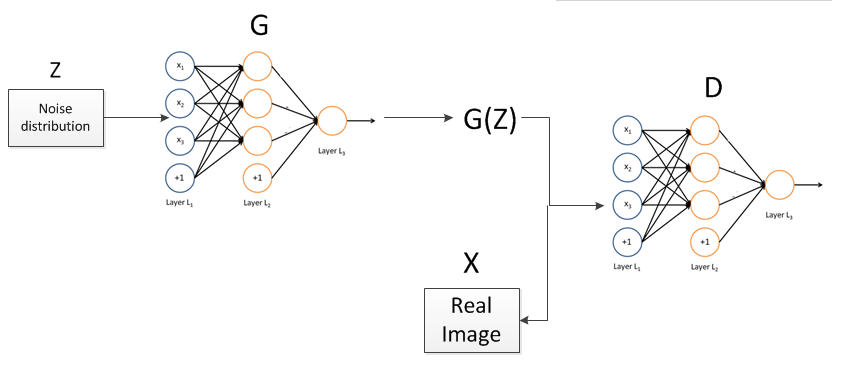 Z
Noise
distribution
G
x₁
x₂
x₃
+1
+1
Layer L₁
Layer L₂
Layer L₃
G(Z)
X
Real
Image
D
x₁
x₂
x₃
+1
+1
Layer L₁
Layer L₂
Layer L₃